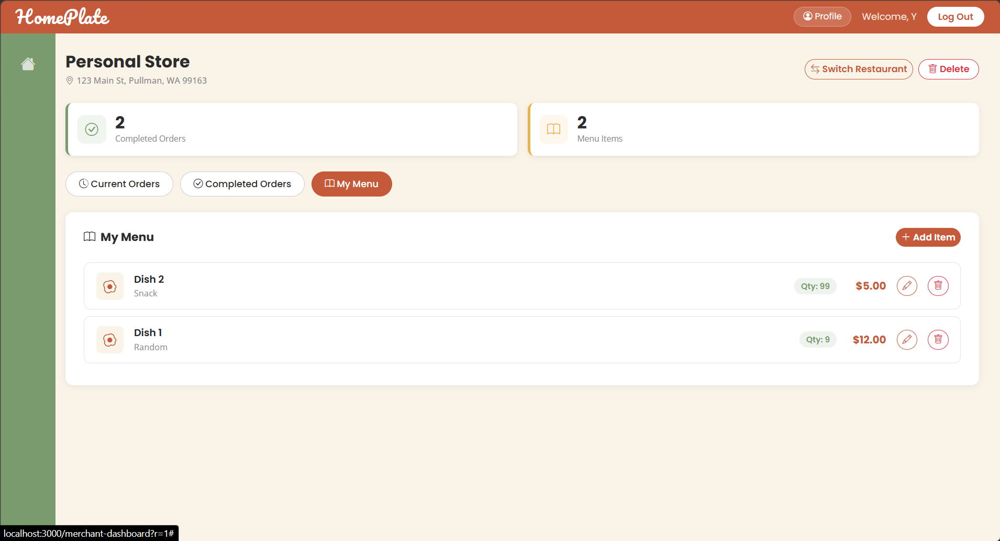 HomePlate
Profile
Welcome, Y
Log Out
Personal Store
123 Main St, Pullman, WA 99163
Switch Restaurant
Delete
2
Completed Orders
2
Menu Items
Current Orders
Completed Orders
My Menu
My Menu
+ Add Item
Dish 2
Snack
Qty: 99
$5.00
Dish 1
Random
Qty: 9
$12.00
localhost:3000/merchant-dashboard?r=1#